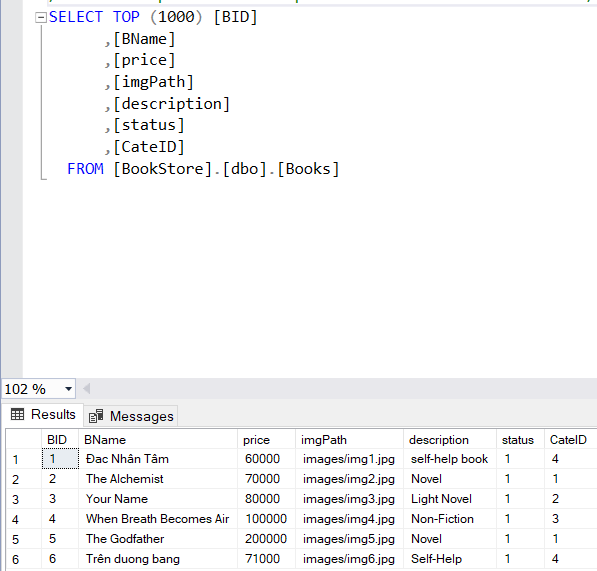 SELECT TOP (1000) [BID]
,[BName]
,[price]
,[imgPath]
,[description]
,[status]
,[CateID]
FROM [BookStore].[dbo].[Books]
102 %
Results Messages
BID BName price imgPath description status CateID
1 1 Đac Nhân Tâm 60000 images/img1.jpg self-help book 1 4
2 2 The Alchemist 70000 images/img2.jpg Novel 1 1
3 3 Your Name 80000 images/img3.jpg Light Novel 1 2
4 4 When Breath Becomes Air 100000 images/img4.jpg Non-Fiction 1 3
5 5 The Godfather 200000 images/img5.jpg Novel 1 1
6 6 Trên duong bang 71000 images/img6.jpg Self-Help 1 4